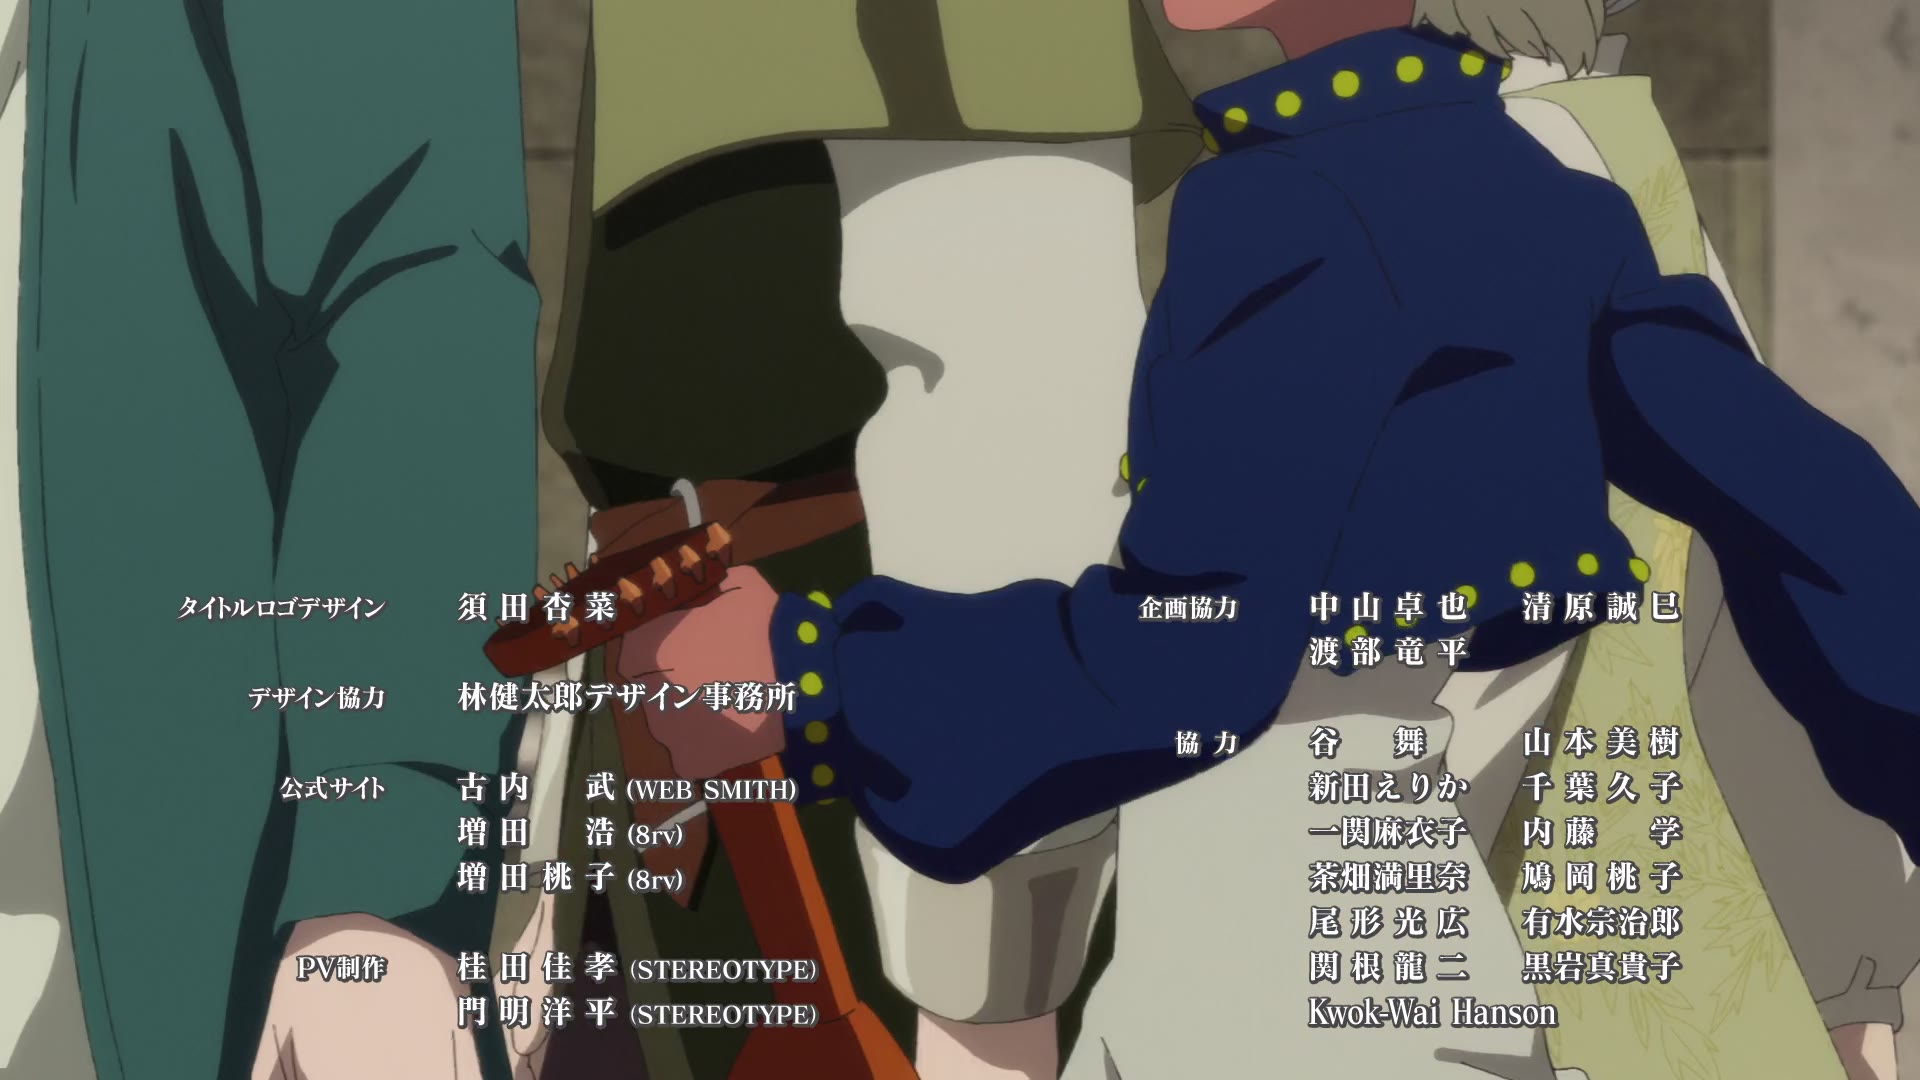 タイトルロゴデザイン 須田杏菜
デザイン協力 林健太郎デザイン事務所
公式サイト 古内 武 (WEB SMITH)
増田 浩 (8rv)
増田桃子 (8rv)
PV制作 桂田佳孝 (STEREOTYPE)
門明洋平 (STEREOTYPE)
企画協力 中山卓也 清原誠巳
渡部竜平
協力 谷 舞 山本美樹
新田えりか 千葉久子
一関麻衣子 内藤 学
茶畑満里奈 鳩岡桃子
尾形光広 有水宗治郎
関根龍二 黒岩真貴子
Kwok-Wai Hanson